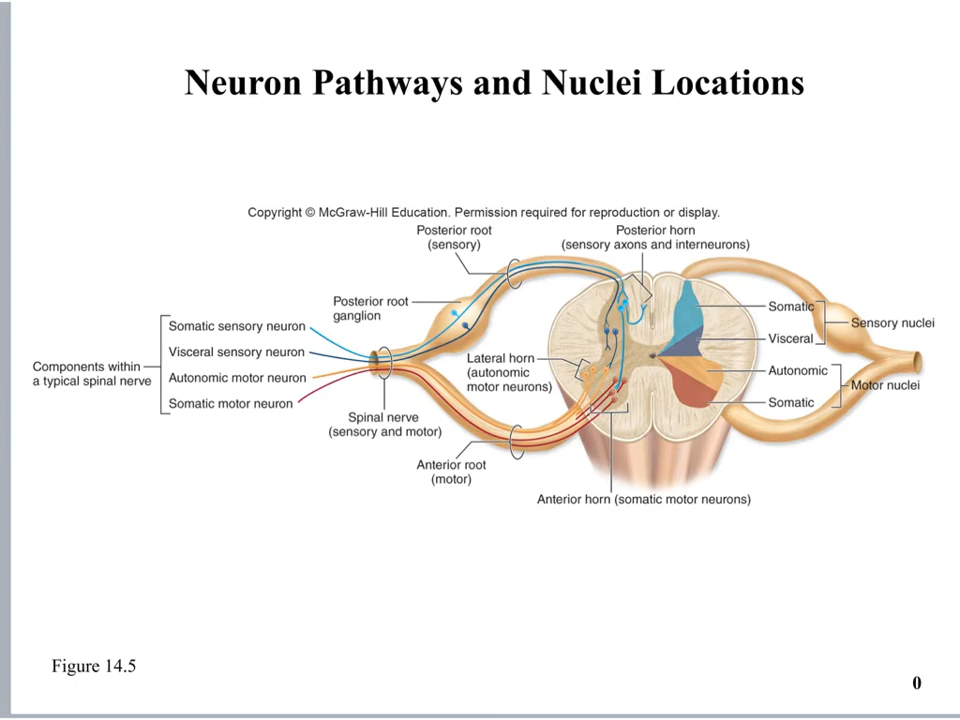 Neuron Pathways and Nuclei Locations
Copyright © McGraw-Hill Education. Permission required for reproduction or display.
Posterior root
(sensory)
Posterior horn
(sensory axons and interneurons)
Posterior root
ganglion
Somatic sensory neuron
Visceral sensory neuron
Autonomic motor neuron
Somatic motor neuron
Components within
a typical spinal nerve
Lateral horn
(autonomic
motor neurons)
Spinal nerve
(sensory and motor)
Anterior root
(motor)
Anterior horn (somatic motor neurons)
Somatic
Visceral
Sensory nuclei
Autonomic
Somatic
Motor nuclei
Figure 14.5
0